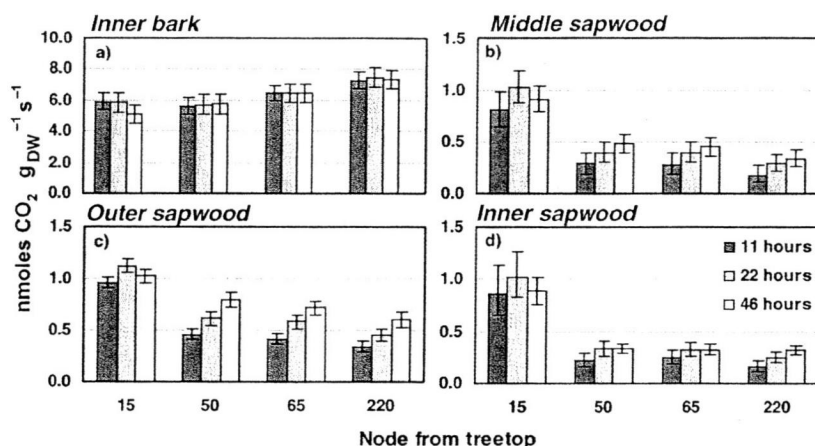 Inner bark
Middle sapwood
10.0
a)
8.0
6.0
6.0
4.0
2.0
0.0
1.5
b)
1.0
0.5
0.0
Outer sapwood
Inner sapwood
1.5
c)
1.0
0.5
0.0
1.5
d)
1.0
0.5
0.0
11 hours
22 hours
46 hours
nmoles CO₂ g_DW⁻¹ s⁻¹
15 50 65 220
15 50 65 220
Node from treetop